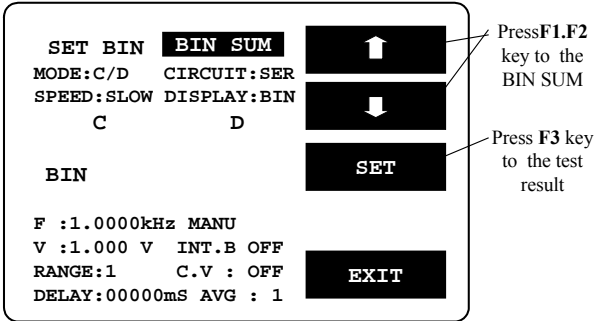 SET BIN BIN SUM
MODE:C/D CIRCUIT:SER
SPEED:SLOW DISPLAY:BIN
C D
BIN
F :1.0000kHz MANU
V :1.000 V INT.B OFF
RANGE:1 C.V : OFF
DELAY:00000mS AVG : 1
SET
EXIT
PressF1.F2
key to the
BIN SUM
Press F3 key
to the test
result